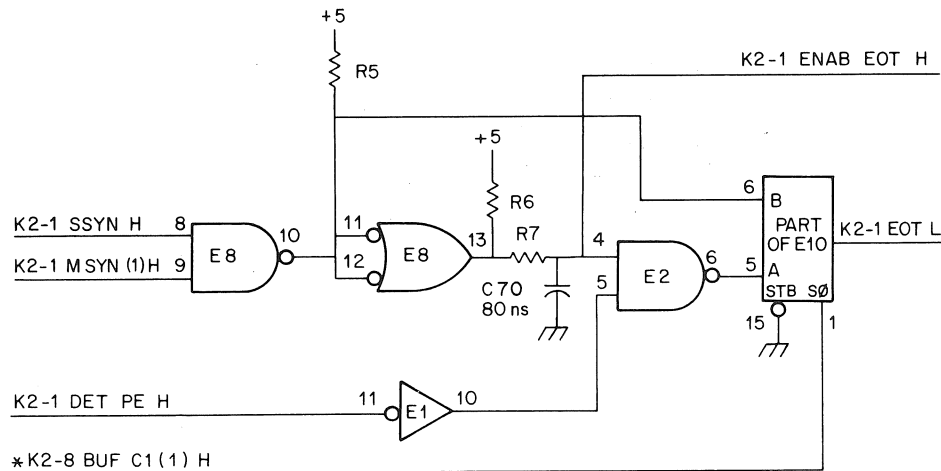 +5
R5
K2-1 ENAB EOT H
+5
R6
6
B
K2-1 SSYN H
8
10
11
R7
4
PART
OF E10
K2-1 EOT L
E8
E8
13
K2-1 MSYN (1) H
9
12
E2
6
5
A
C70
80 ns
5
STB SØ
15
1
K2-1 DET PE H
11
E1
10
*K2-8 BUF C1 (1) H